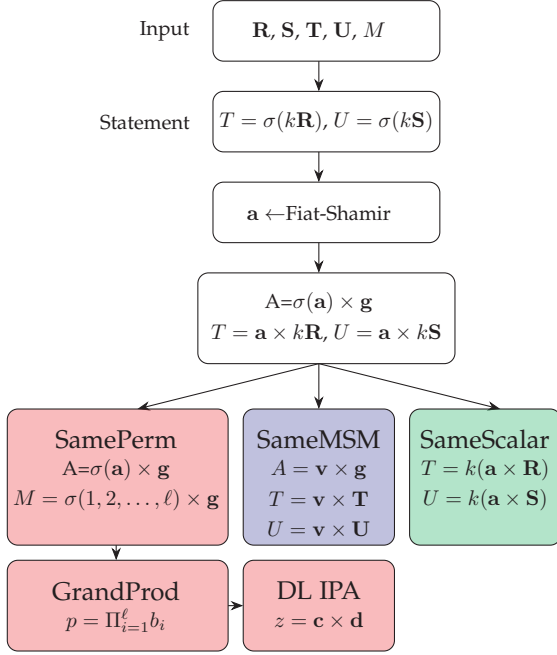 Input
R, S, T, U, M
Statement
T = σ(kR), U = σ(kS)
a ←Fiat-Shamir
A=σ(a) × g
T = a × kR, U = a × kS
SamePerm
A=σ(a) × g
M = σ(1, 2, . . . , ℓ) × g
SameMSM
A = v × g
T = v × T
U = v × U
SameScalar
T = k(a × R)
U = k(a × S)
GrandProd
p = Π_{i=1}^{ℓ} b_i
DL IPA
z = c × d